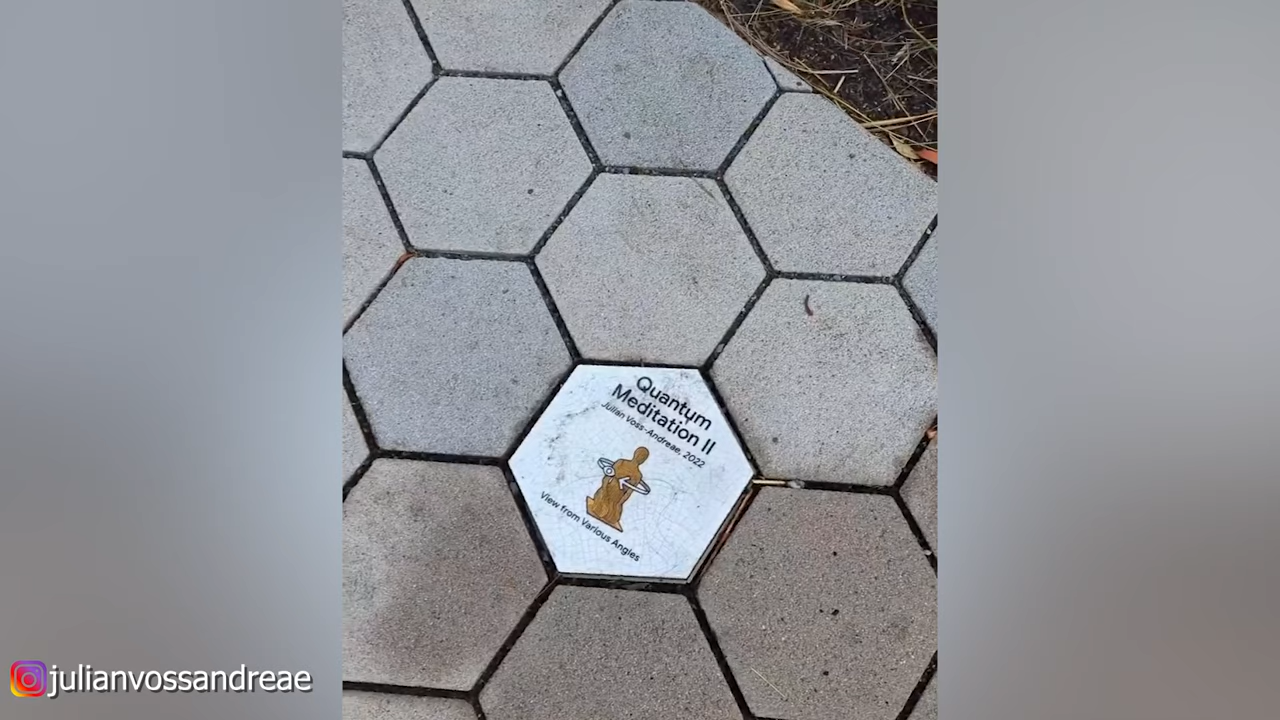 Quantum
Meditation II
Julian Voss-Andreae, 2022
View from Various Angles
julianvossandreae